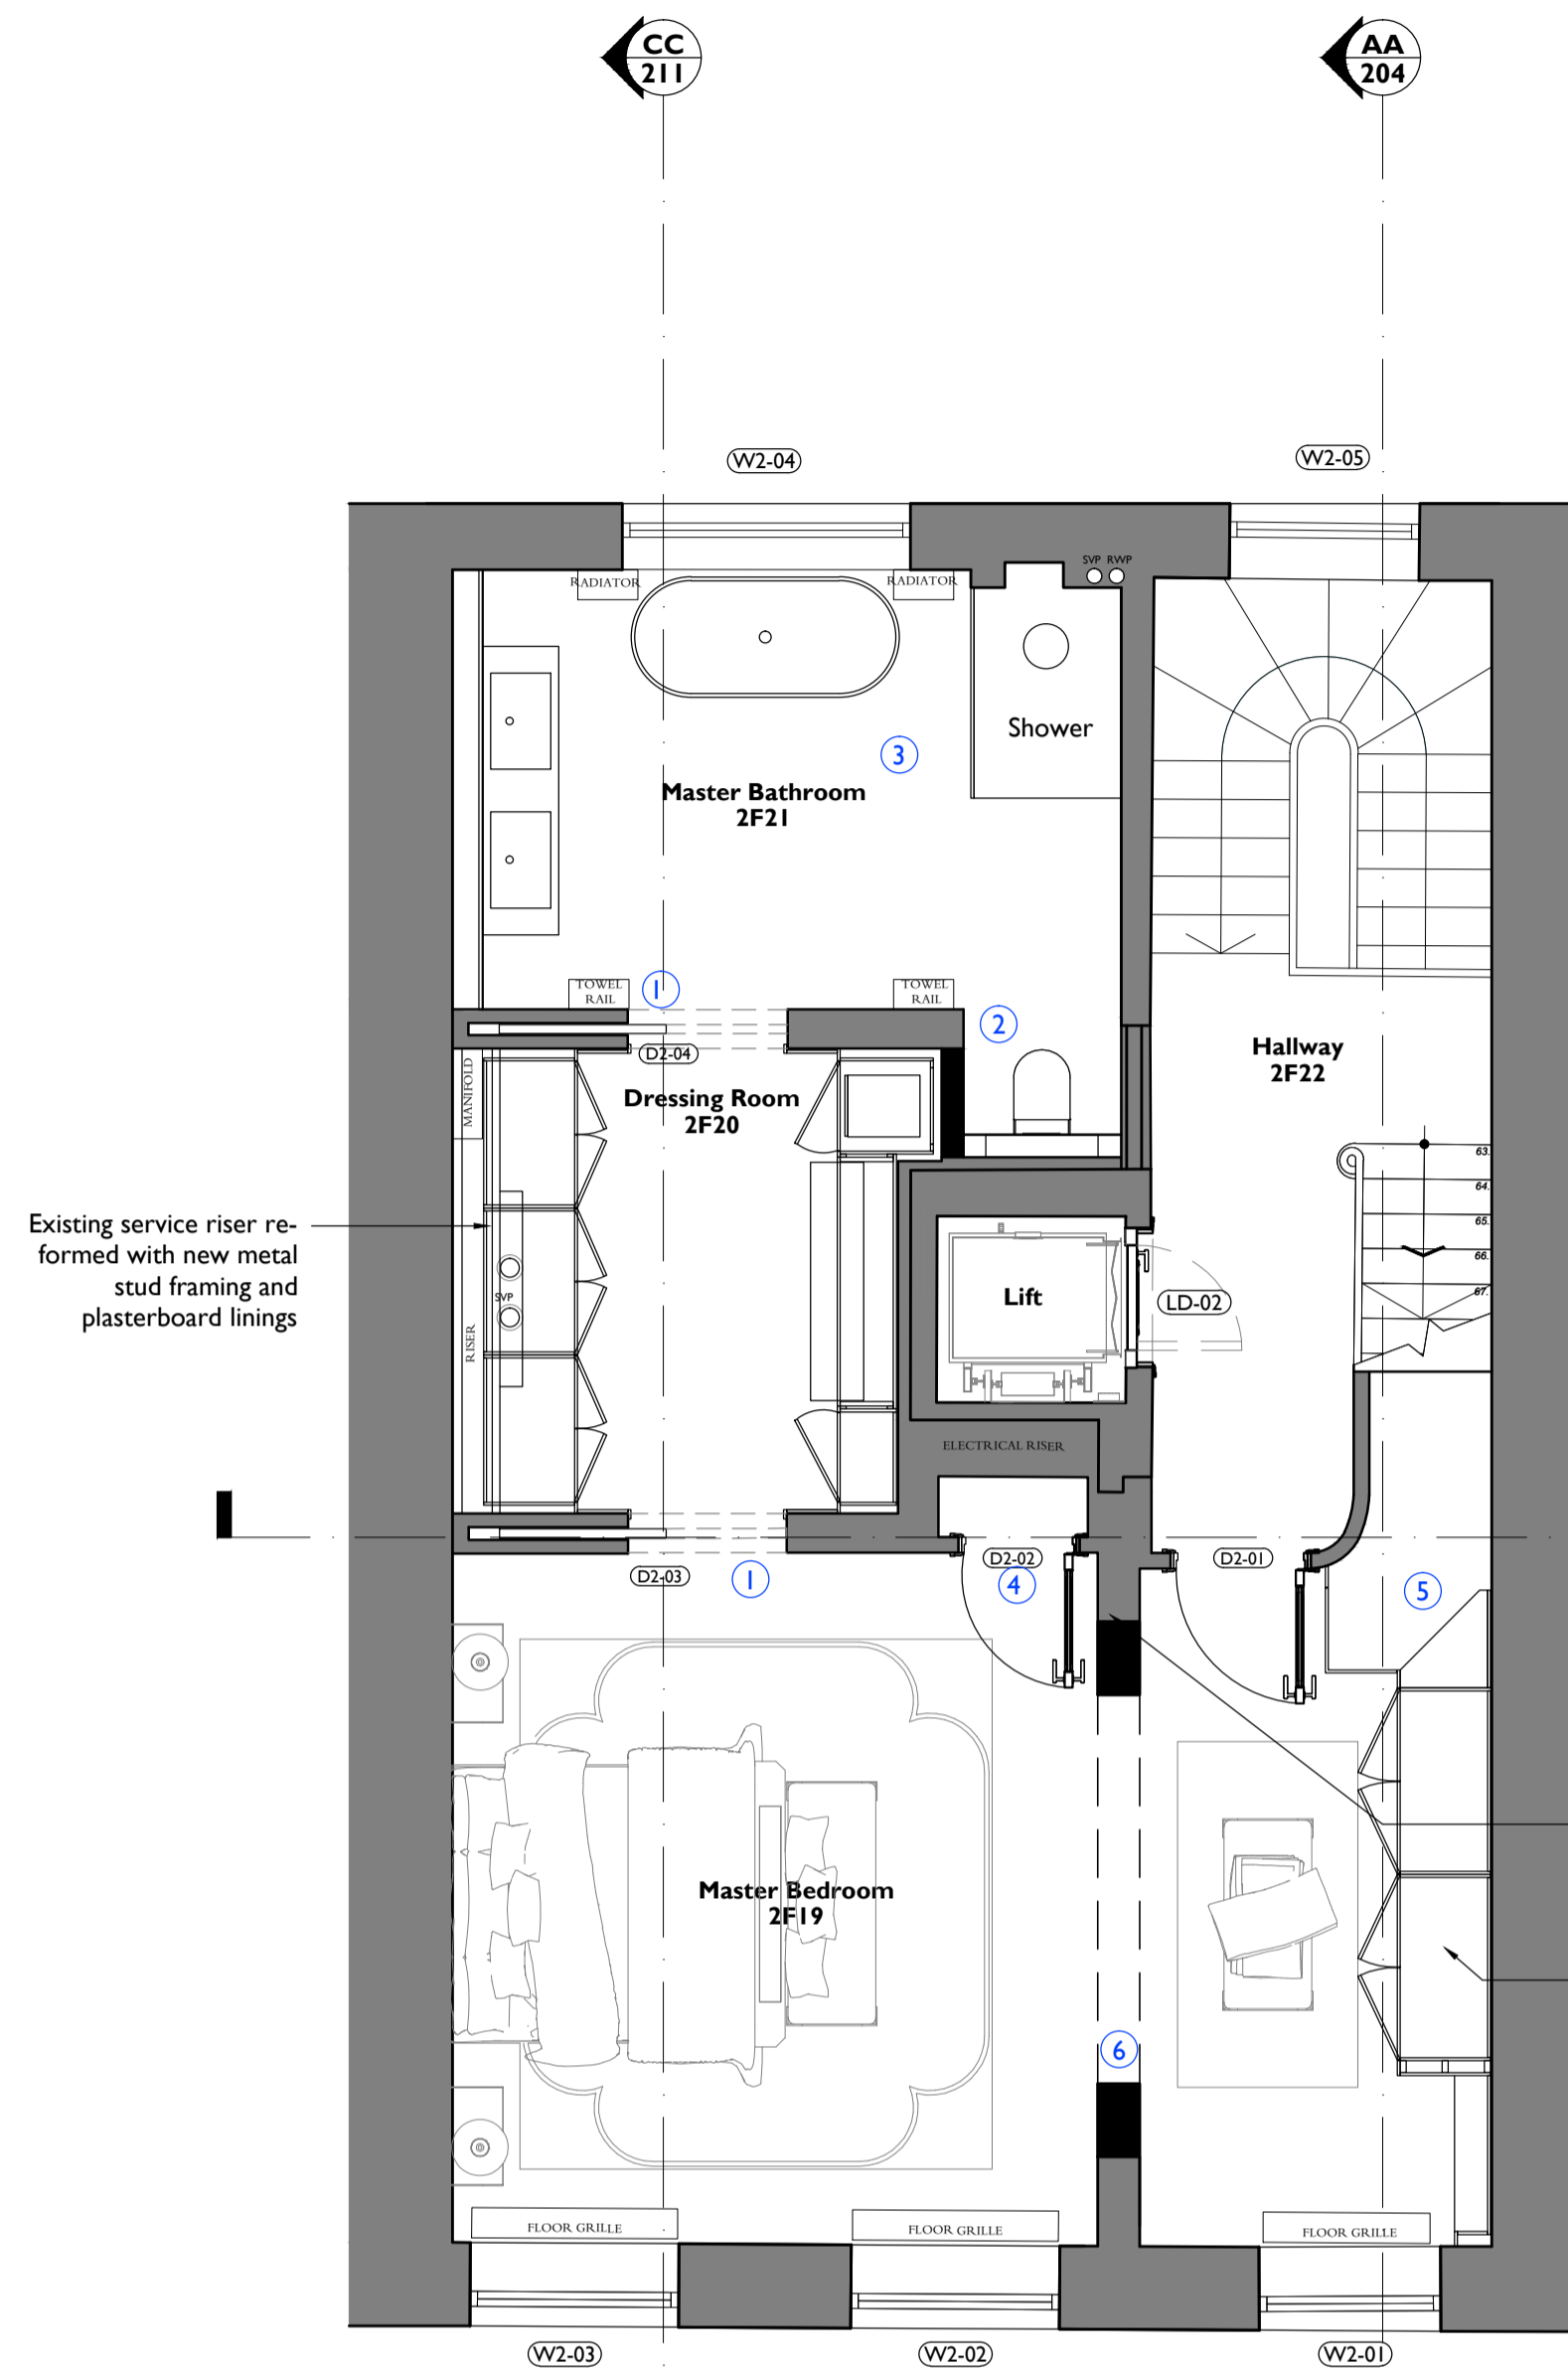 CC
211
AA
204
W2-04
W2-05
SVP RWP
RADIATOR
RADIATOR
Shower
3
Master Bathroom
2F21
TOWEL
RAIL
1
TOWEL
RAIL
2
Hallway
2F22
D2-04
MANIFOLD
Dressing Room
2F20
63.
64.
65.
66.
67.
Existing service riser re-
formed with new metal
stud framing and
plasterboard linings
SVP
RISER
Lift
LD-02
ELECTRICAL RISER
D2-03
1
D2-02
4
D2-01
5
Master Bedroom
2F19
6
FLOOR GRILLE
FLOOR GRILLE
FLOOR GRILLE
W2-03
W2-02
W2-01